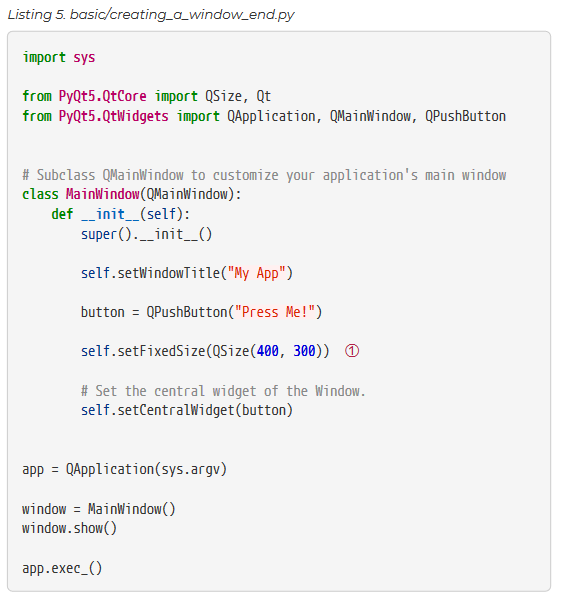 Listing 5. basic/creating_a_window_end.py
import sys
from PyQt5.QtCore import QSize, Qt
from PyQt5.QtWidgets import QApplication, QMainWindow, QPushButton
# Subclass QMainWindow to customize your application's main window
class MainWindow(QMainWindow):
    def __init__(self):
        super().__init__()
        self.setWindowTitle("My App")
        button = QPushButton("Press Me!")
        self.setFixedSize(QSize(400, 300))  ①
        # Set the central widget of the Window.
        self.setCentralWidget(button)
app = QApplication(sys.argv)
window = MainWindow()
window.show()
app.exec_()